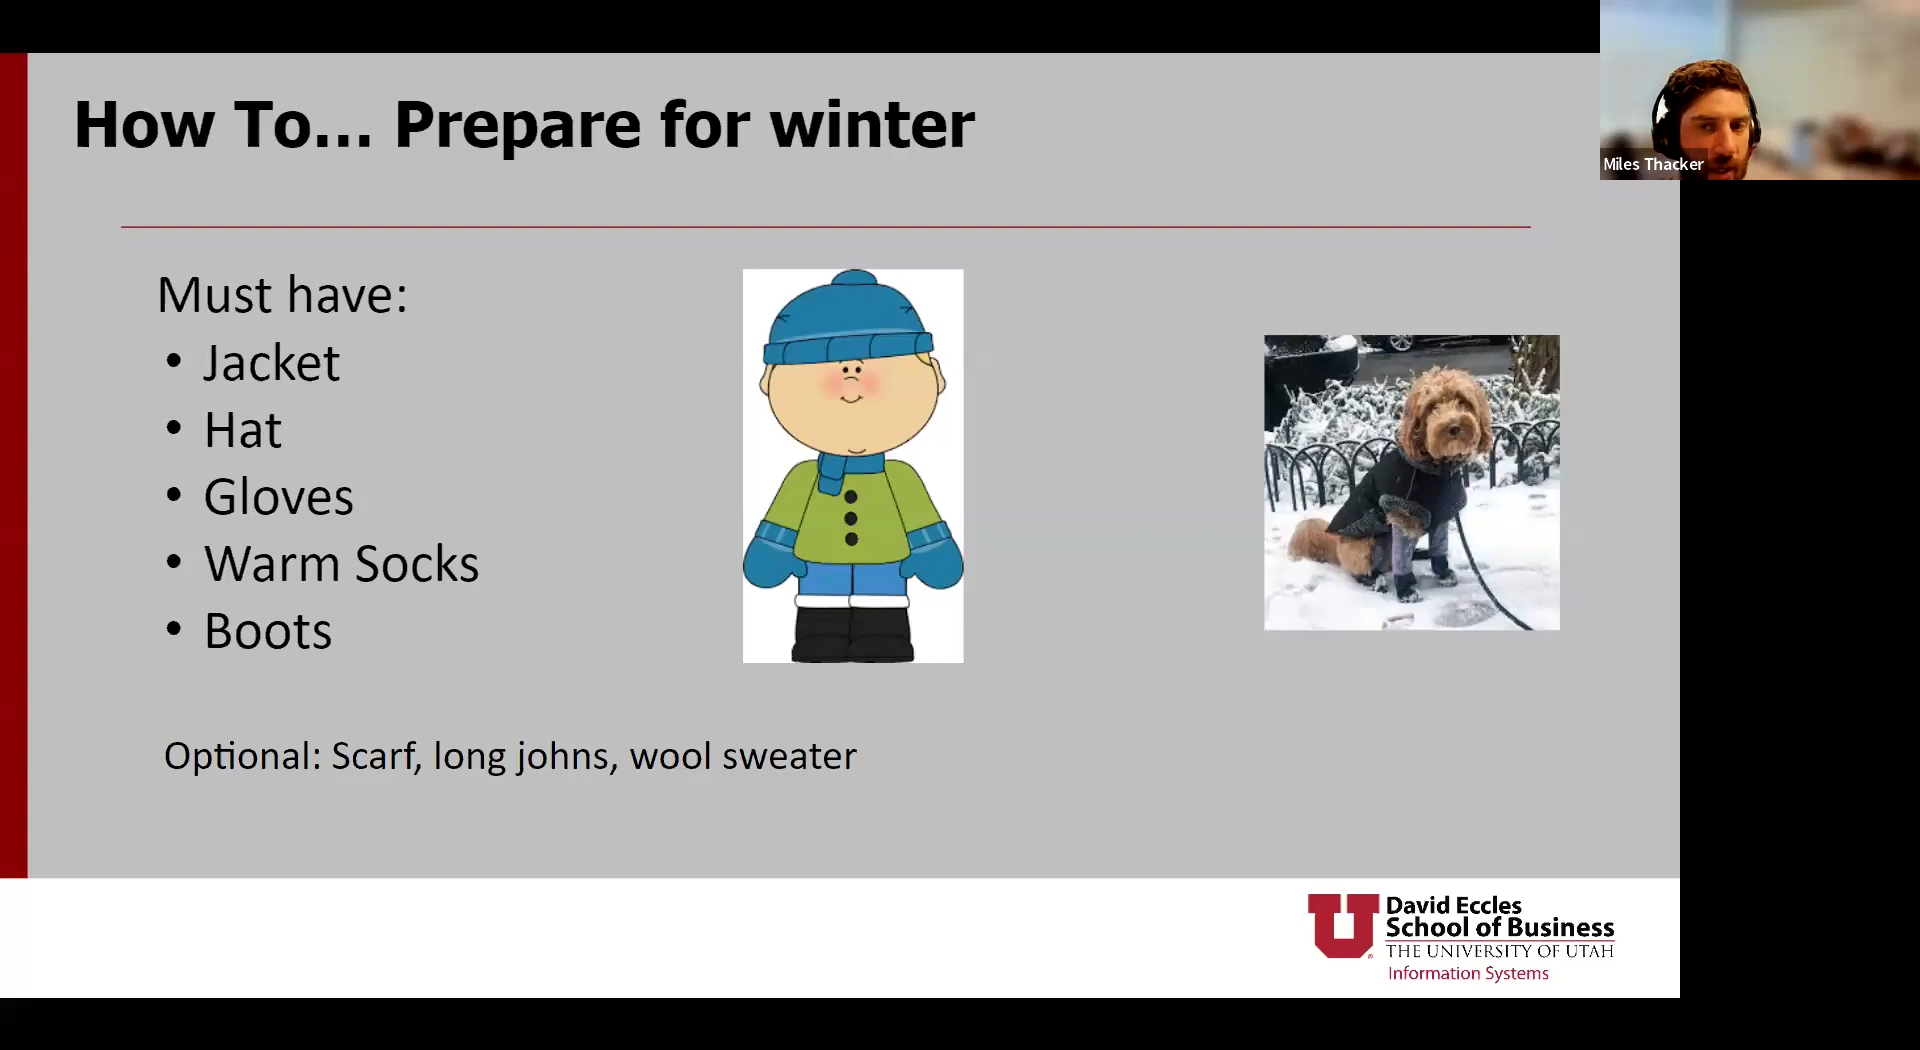 How To... Prepare for winter
Miles Thacker
Must have:
• Jacket
• Hat
• Gloves
• Warm Socks
• Boots
Optional: Scarf, long johns, wool sweater
U
David Eccles
School of Business
THE UNIVERSITY OF UTAH
Information Systems